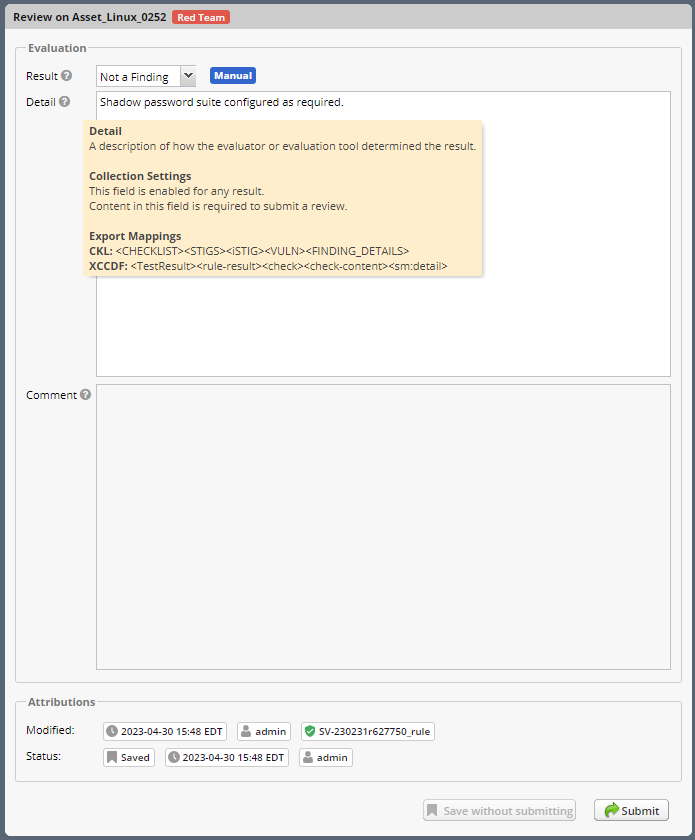 Review on Asset_Linux_0252 Red Team
Evaluation
Result ? Not a Finding Manual
Detail ? Shadow password suite configured as required.
Detail
A description of how the evaluator or evaluation tool determined the result.
Collection Settings
This field is enabled for any result.
Content in this field is required to submit a review.
Export Mappings
CKL: <CHECKLIST><STIGS><iSTIG><VULN><FINDING_DETAILS>
XCCDF: <TestResult><rule-result><check><check-content><sm:detail>
Comment ?
Attributions
Modified: 2023-04-30 15:48 EDT admin SV-230231r627750_rule
Status: Saved 2023-04-30 15:48 EDT admin
Save without submitting Submit